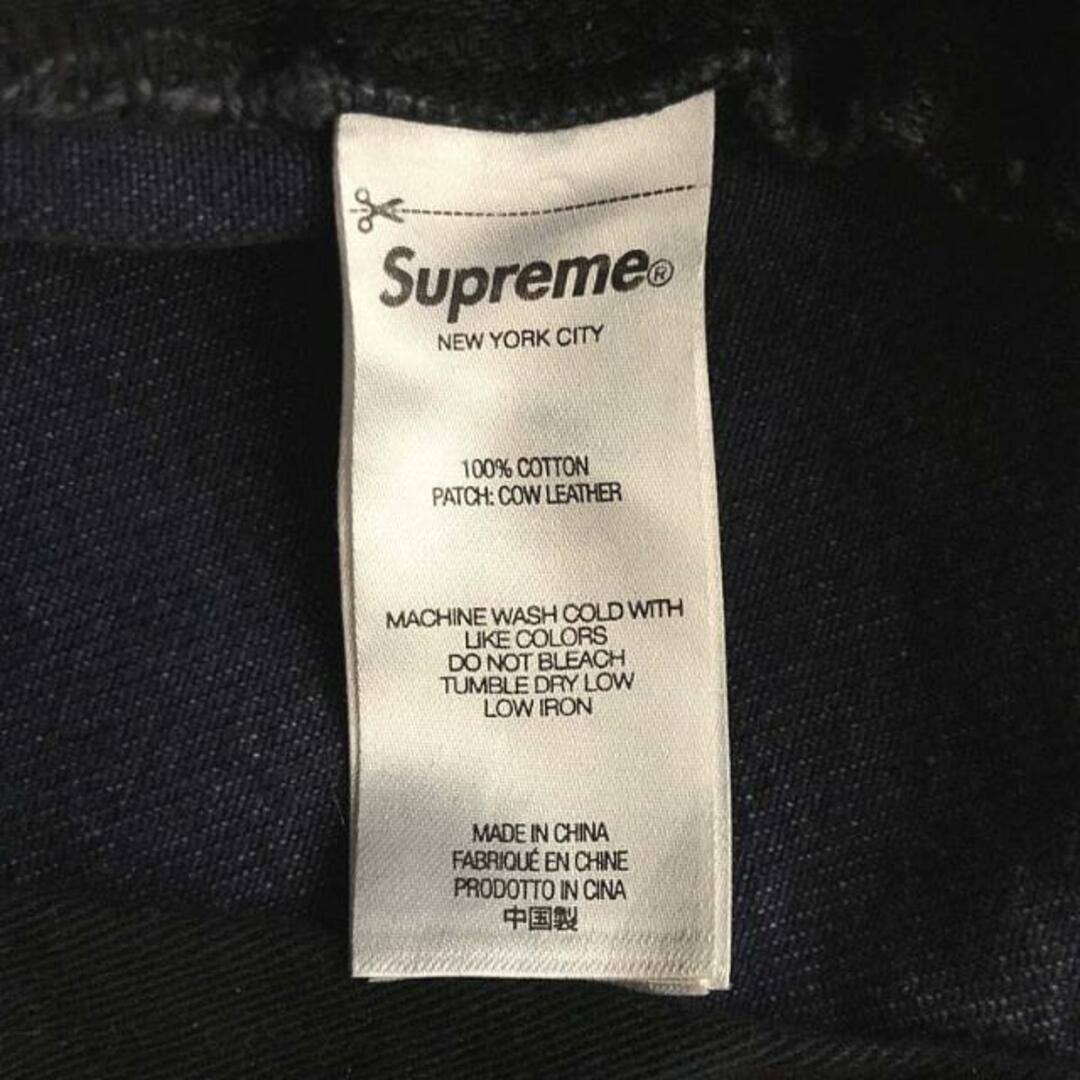 Supreme®
NEW YORK CITY
100% COTTON
PATCH: COW LEATHER
MACHINE WASH COLD WITH
LIKE COLORS
DO NOT BLEACH
TUMBLE DRY LOW
LOW IRON
MADE IN CHINA
FABRIQUÉ EN CHINE
PRODOTTO IN CINA
中国製